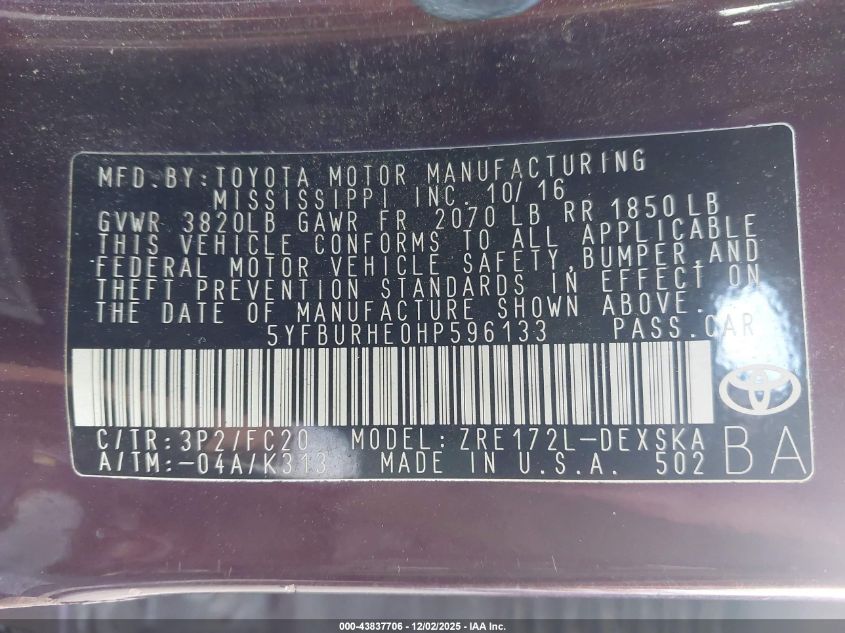 MFD.BY:TOYOTA MOTOR MANUFACTURING
MISSISSIPPI INC. 10/16
GVWR 3820LB GAWR FR 2070 LB RR 1850 LB
THIS VEHICLE CONFORMS TO ALL APPLICABLE
FEDERAL MOTOR VEHICLE SAFETY, BUMPER, AND
THEFT PREVENTION STANDARDS IN EFFECT ON
THE DATE OF MANUFACTURE SHOWN ABOVE.
5YFBURHE0HP596133 PASS.CAR
C/TR:3P2/FC20 MODEL: ZRE172L-DEXSKA
A/TM:-04A/K313 MADE IN U.S.A. 502 BA
000-43837706 - 12/02/2025 - IAA Inc.